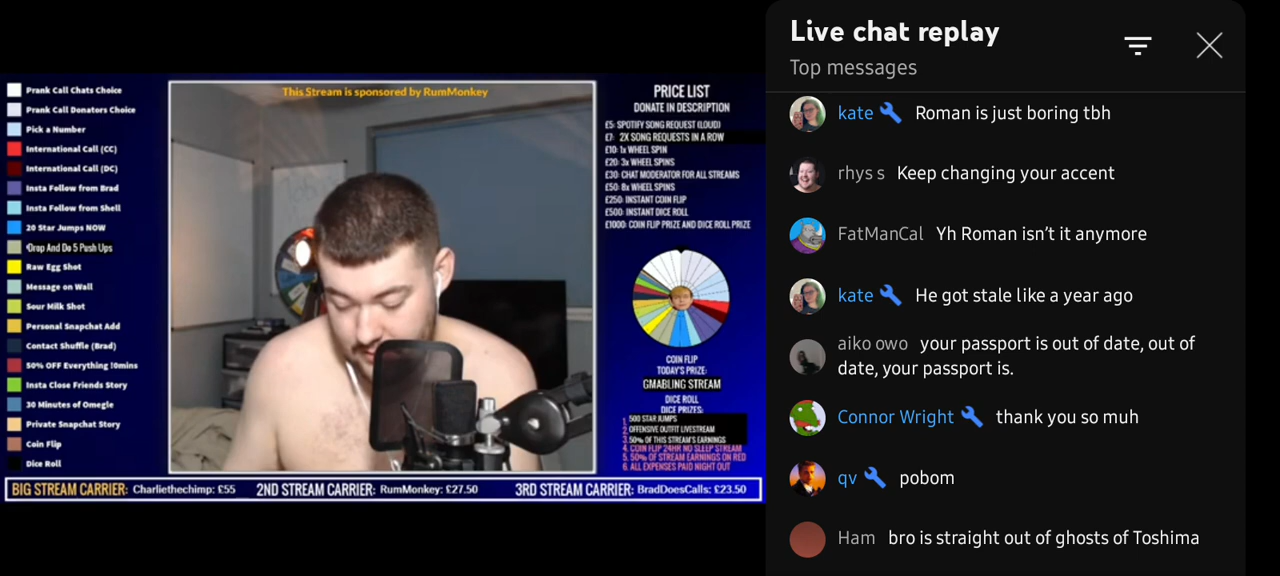 This Stream is sponsored by RumMonkey
Prank Call Chats Choice
Prank Call Donators Choice
Pick a Number
International Call (CC)
International Call (DC)
Insta Follow from Brad
Insta Follow from Shell
20 Star Jumps NOW
Drop And Do 5 Push Ups
Raw Egg Shot
Message on Wall
Sour Milk Shot
Personal Snapchat Add
Contact Shuffle (Brad)
50% OFF Everything 10mins
Insta Close Friends Story
30 Minutes of Omegle
Private Snapchat Story
Coin Flip
Dice Roll
PRICE LIST
DONATE IN DESCRIPTION
£5: SPOTIFY SONG REQUEST (LOUD)
£7: 2X SONG REQUESTS IN A ROW
£10: 1x WHEEL SPIN
£20: 3x WHEEL SPINS
£30: CHAT MODERATOR FOR ALL STREAMS
£50: 8x WHEEL SPINS
£250: INSTANT COIN FLIP
£500: INSTANT DICE ROLL
£1000: COIN FLIP PRIZE AND DICE ROLL PRIZE
COIN FLIP
TODAY'S PRIZE:
GMABLING STREAM
DICE ROLL
DICE PRIZES:
1. 500 STAR JUMPS
2. OFFENSIVE OUTFIT LIVESTREAM
3. 50% OF THIS STREAM'S EARNINGS
4. COIN FLIP 24HR NO SLEEP STREAM
5. 50% OF STREAM EARNINGS ON RED
6. ALL EXPENSES PAID NIGHT OUT
BIG STREAM CARRIER: Charliethechimp: £55 2ND STREAM CARRIER: RumMonkey: £27.50 3RD STREAM CARRIER: BradDoesCalls: £23.50
Live chat replay
Top messages
kate Roman is just boring tbh
rhys s Keep changing your accent
FatManCal Yh Roman isn’t it anymore
kate He got stale like a year ago
aiko owo your passport is out of date, out of
date, your passport is.
Connor Wright thank you so muh
qv pobom
Ham bro is straight out of ghosts of Toshima